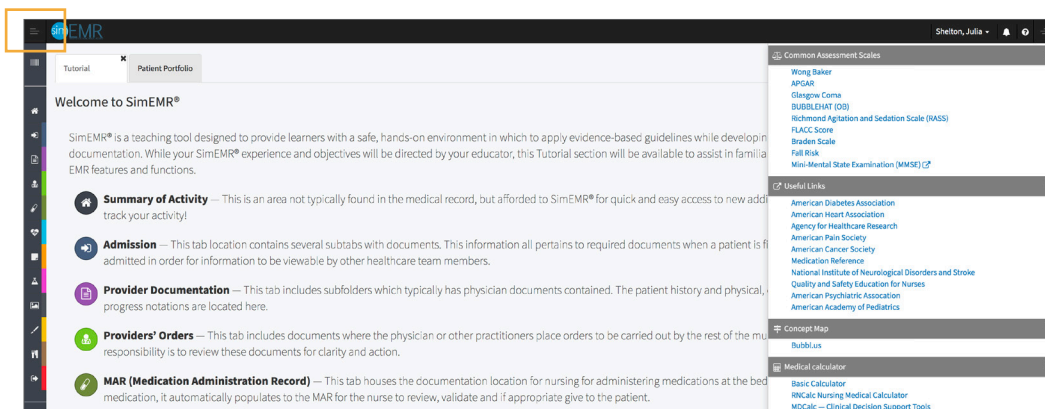 simEMR
Shelton, Julia
Tutorial
Patient Portfolio
Welcome to SimEMR®
SimEMR® is a teaching tool designed to provide learners with a safe, hands-on environment in which to apply evidence-based guidelines while developin
documentation. While your SimEMR® experience and objectives will be directed by your educator, this Tutorial section will be available to assist in familia
EMR features and functions.
Summary of Activity — This is an area not typically found in the medical record, but afforded to SimEMR® for quick and easy access to new addi
track your activity!
Admission — This tab location contains several subtabs with documents. This information all pertains to required documents when a patient is fi
admitted in order for information to be viewable by other healthcare team members.
Provider Documentation — This tab includes subfolders which typically has physician documents contained. The patient history and physical,
progress notations are located here.
Providers' Orders — This tab includes documents where the physician or other practitioners place orders to be carried out by the rest of the mu
responsibility is to review these documents for clarity and action.
MAR (Medication Administration Record) — This tab houses the documentation location for nursing for administering medications at the bed
medication, it automatically populates to the MAR for the nurse to review, validate and if appropriate give to the patient.
Common Assessment Scales
Wong Baker
APGAR
Glasgow Coma
BUBBLEHAT (OB)
Richmond Agitation and Sedation Scale (RASS)
FLACC Score
Braden Scale
Fall Risk
Mini-Mental State Examination (MMSE)
Useful Links
American Diabetes Association
American Heart Association
Agency for Healthcare Research
American Pain Society
American Cancer Society
Medication Reference
National Institute of Neurological Disorders and Stroke
Quality and Safety Education for Nurses
American Psychiatric Assocation
American Academy of Pediatrics
Concept Map
Bubbl.us
Medical calculator
Basic Calculator
RNCalc Nursing Medical Calculator
MDCalc — Clinical Decision Support Tools